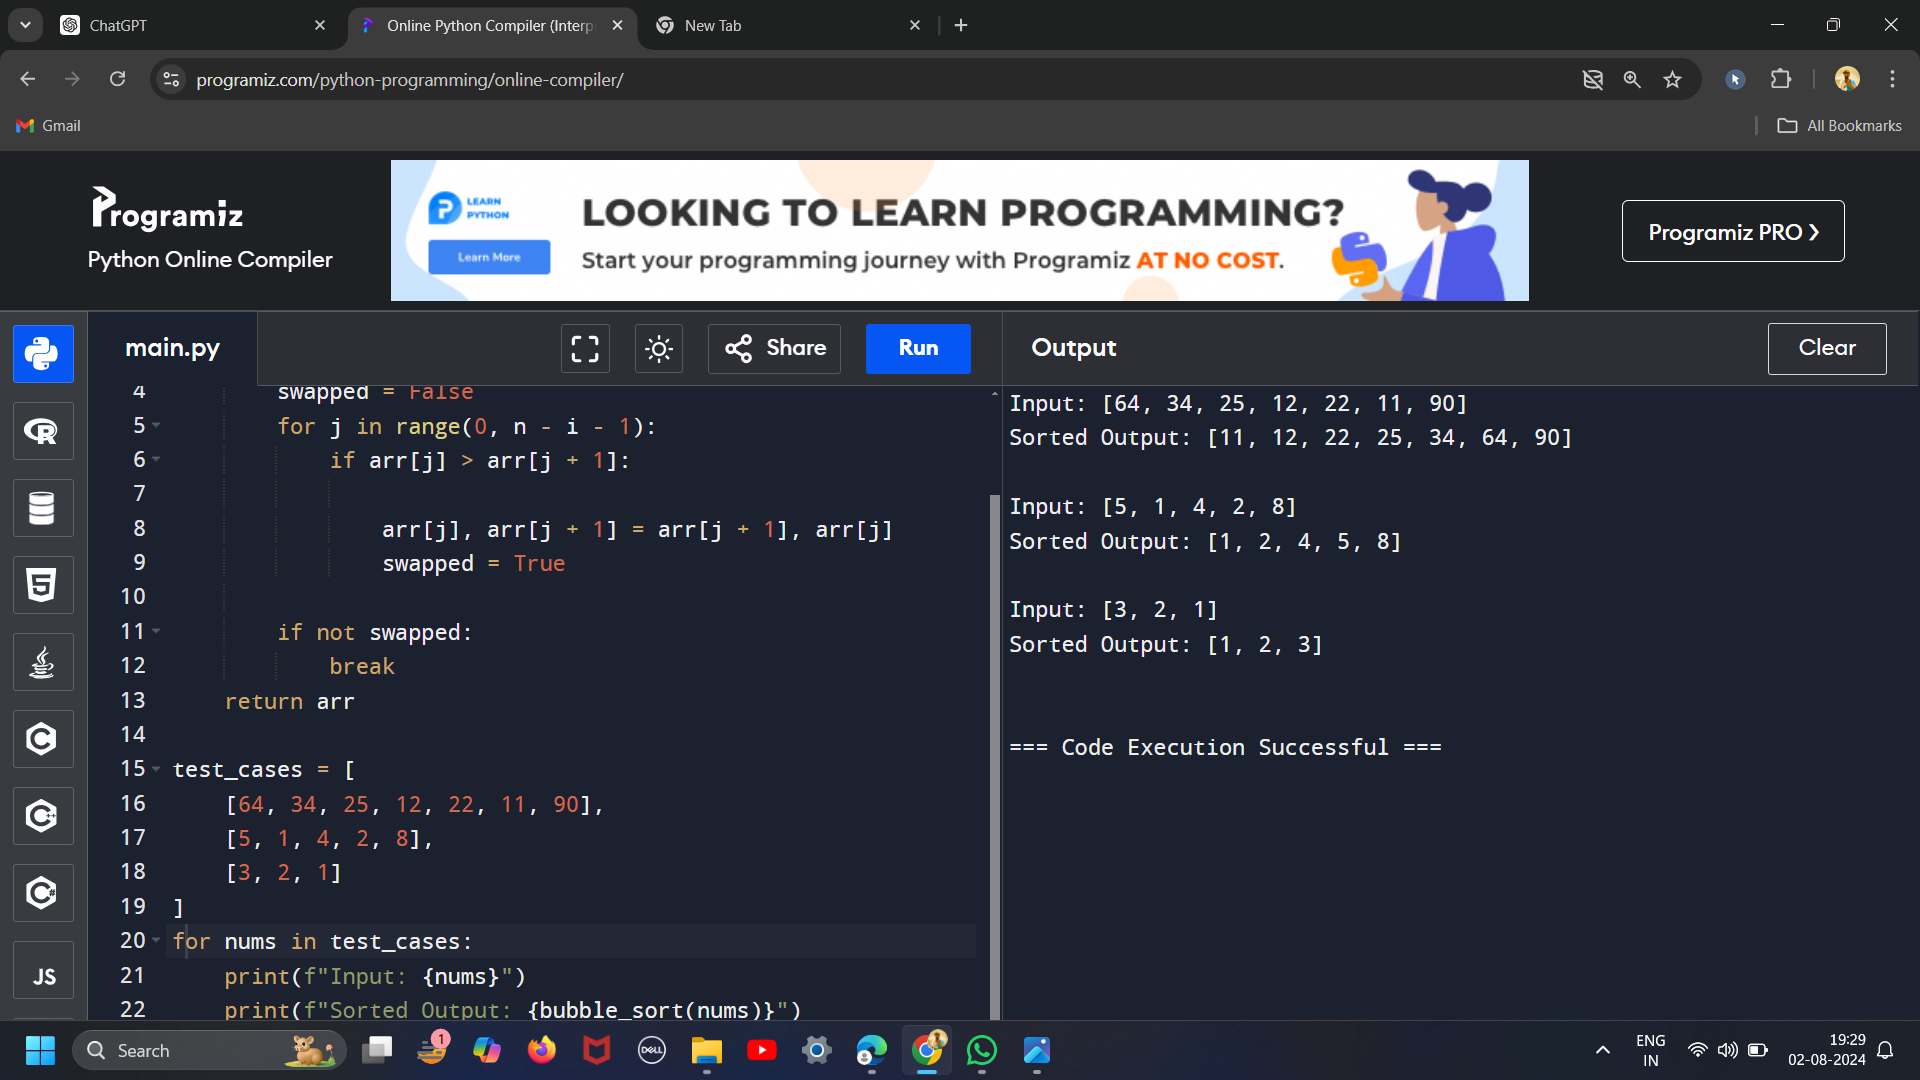 ChatGPT
Online Python Compiler (Interp
New Tab
programiz.com/python-programming/online-compiler/
Gmail
All Bookmarks
Programiz
Python Online Compiler
LEARN
PYTHON
Learn More
LOOKING TO LEARN PROGRAMMING?
Start your programming journey with Programiz AT NO COST.
Programiz PRO ❯
main.py
Share
Run
Output
Clear
4 swapped = False
5 for j in range(0, n - i - 1):
6 if arr[j] > arr[j + 1]:
7
8 arr[j], arr[j + 1] = arr[j + 1], arr[j]
9 swapped = True
10
11 if not swapped:
12 break
13 return arr
14
15 test_cases = [
16 [64, 34, 25, 12, 22, 11, 90],
17 [5, 1, 4, 2, 8],
18 [3, 2, 1]
19 ]
20 for nums in test_cases:
21 print(f"Input: {nums}")
22 print(f"Sorted Output: {bubble_sort(nums)}")
Input: [64, 34, 25, 12, 22, 11, 90]
Sorted Output: [11, 12, 22, 25, 34, 64, 90]
Input: [5, 1, 4, 2, 8]
Sorted Output: [1, 2, 4, 5, 8]
Input: [3, 2, 1]
Sorted Output: [1, 2, 3]
=== Code Execution Successful ===
R
5
C
C++
C#
JS
Search
1
DELL
ENG
IN
19:29
02-08-2024